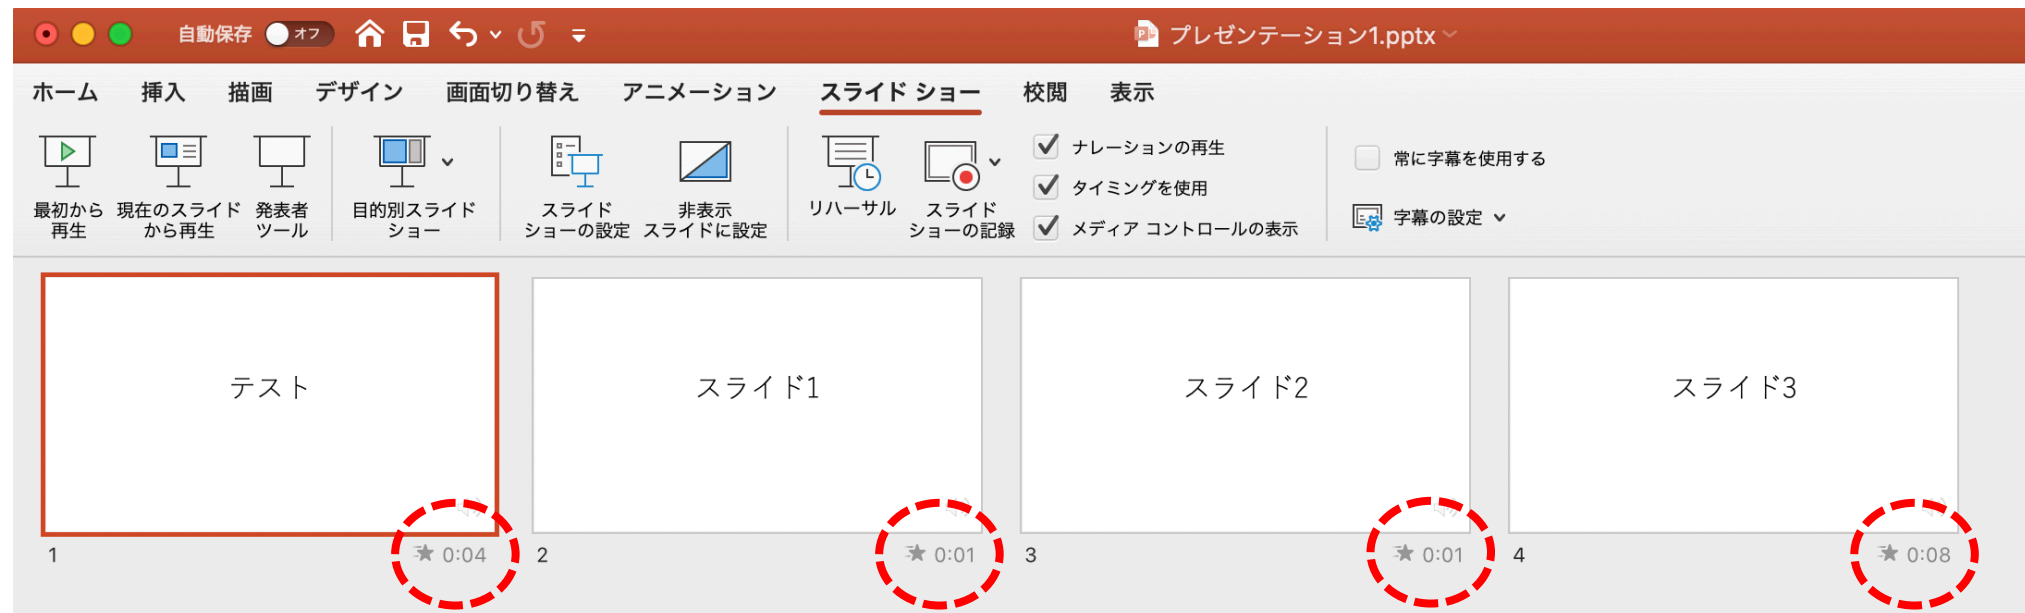 自動保存 オフ
プレゼンテーション1.pptx
ホーム 挿入 描画 デザイン 画面切り替え アニメーション スライド ショー 校閲 表示
最初から
再生
現在のスライド
から再生
発表者
ツール
目的別スライド
ショー
スライド
ショーの設定
非表示
スライドに設定
リハーサル
スライド
ショーの記録
ナレーションの再生
タイミングを使用
メディア コントロールの表示
常に字幕を使用する
字幕の設定
テスト
スライド1
スライド2
スライド3
1 0:04
2 0:01
3 0:01
4 0:08